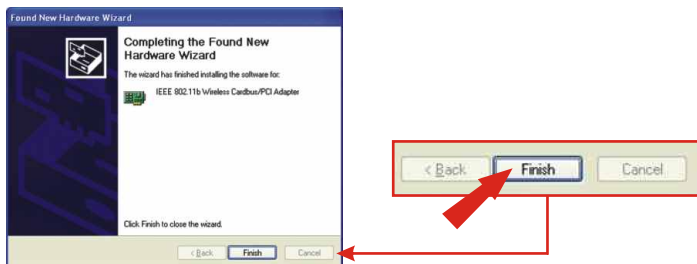 Found New Hardware Wizard
Completing the Found New
Hardware Wizard
The wizard has finished installing the software for:
IEEE 802.11b Wireless Cardbus/PCI Adapter
Click Finish to close the wizard.
< Back
Finish
Cancel
< Back
Finish
Cancel